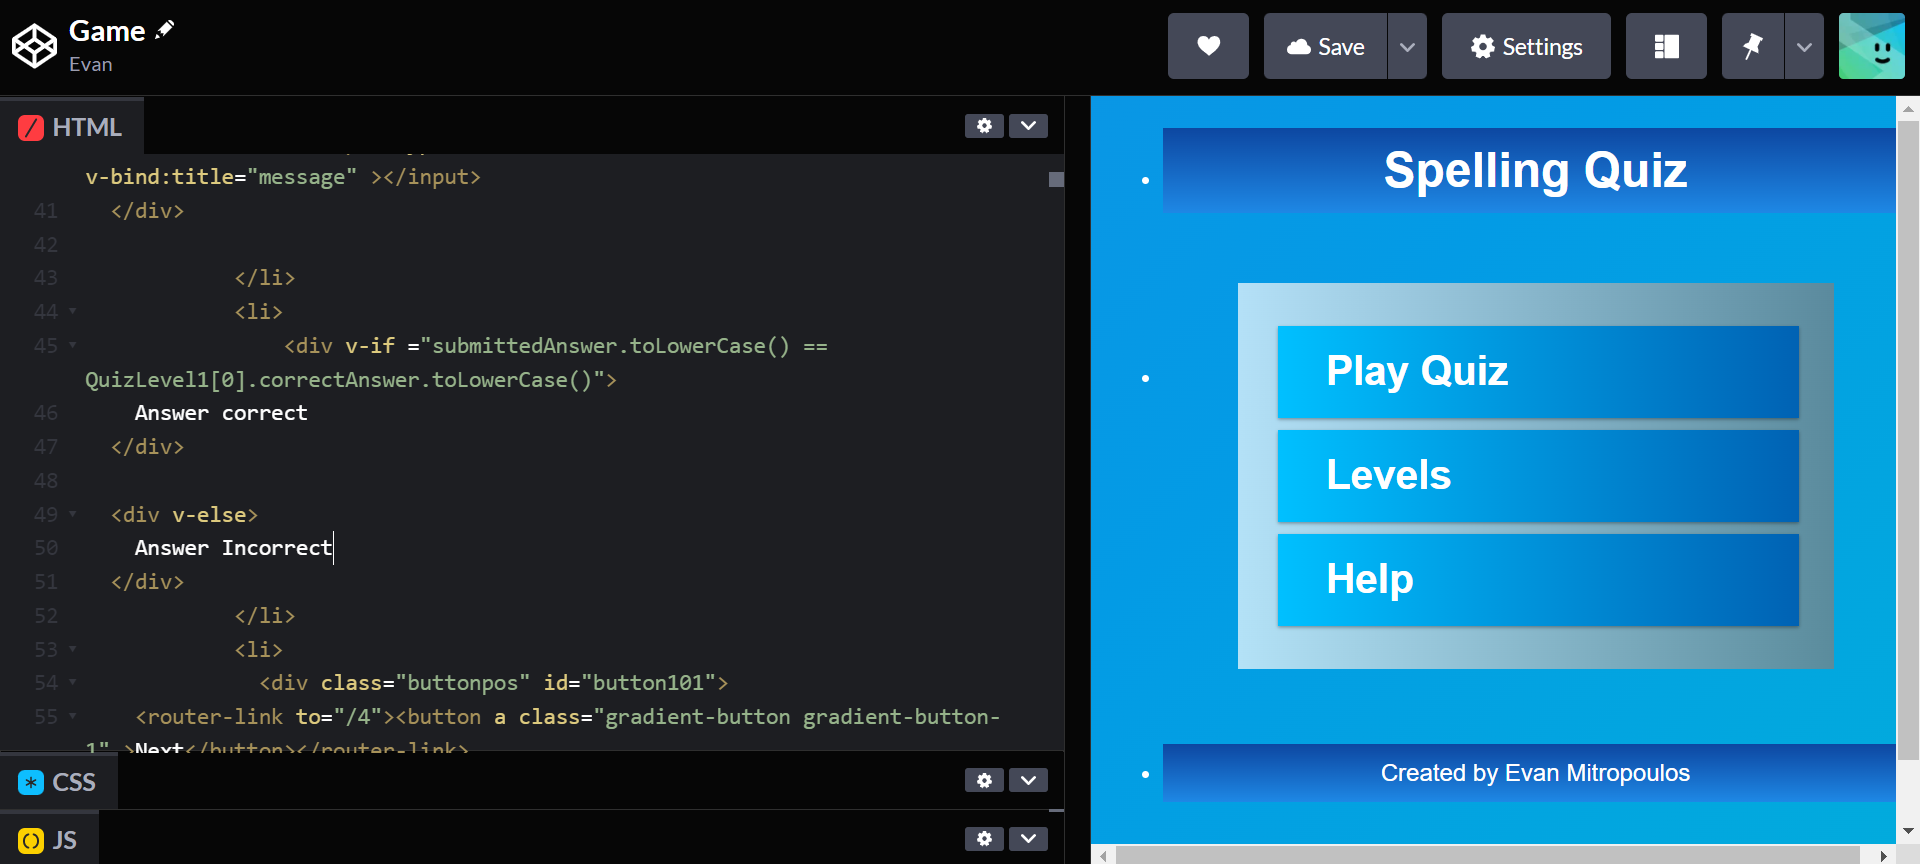 Game
Evan
Save
Settings
HTML
v-bind:title="message" ></input>
41 </div>
42
43 </li>
44 <li>
45 <div v-if ="submittedAnswer.toLowerCase() ==
QuizLevel1[0].correctAnswer.toLowerCase()">
46 Answer correct
47 </div>
48
49 <div v-else>
50 Answer Incorrect
51 </div>
52 </li>
53 <li>
54 <div class="buttonpos" id="button101">
55 <router-link to="/4"><button a class="gradient-button gradient-button-
1" >Next</button></router-link>
CSS
JS
Spelling Quiz
Play Quiz
Levels
Help
Created by Evan Mitropoulos